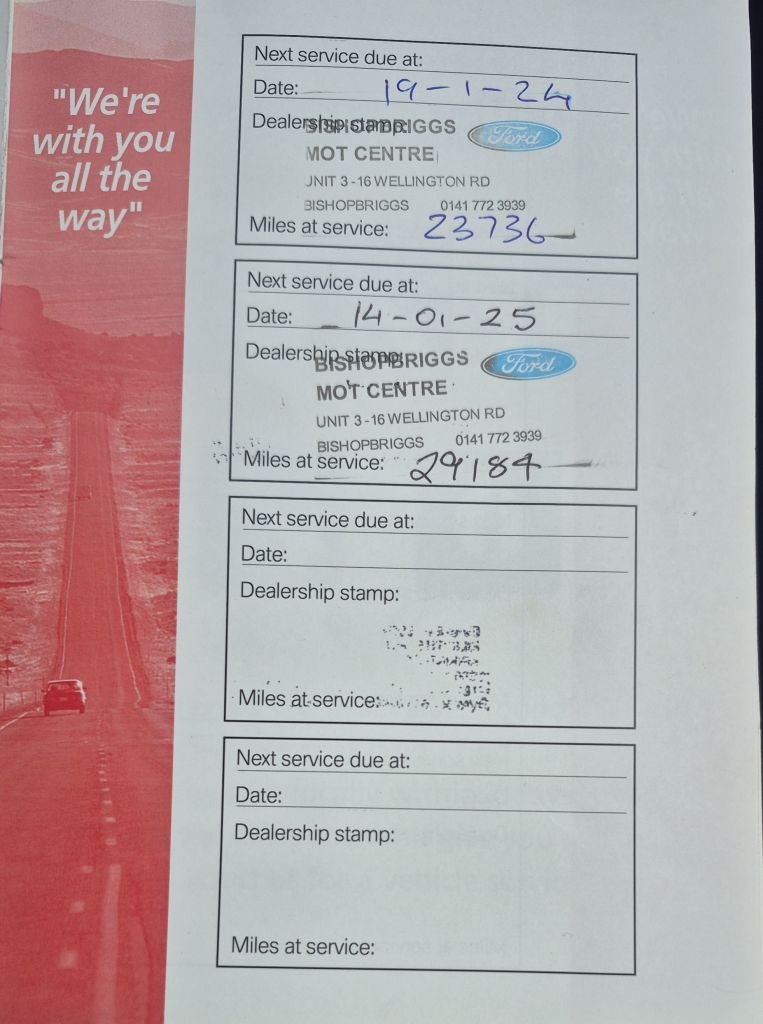 "We're
with you
all the
way"
Next service due at:
Date: 19-1-24
Dealership stamp: BISHOPBRIGGS Ford
MOT CENTRE
UNIT 3 - 16 WELLINGTON RD
BISHOPBRIGGS 0141 772 3939
Miles at service: 23736
Next service due at:
Date: 14-01-25
Dealership stamp: BISHOPBRIGGS Ford
MOT CENTRE
UNIT 3 - 16 WELLINGTON RD
BISHOPBRIGGS 0141 772 3939
Miles at service: 29184
Next service due at:
Date:
Dealership stamp:
Miles at service:
Next service due at:
Date:
Dealership stamp:
Miles at service: